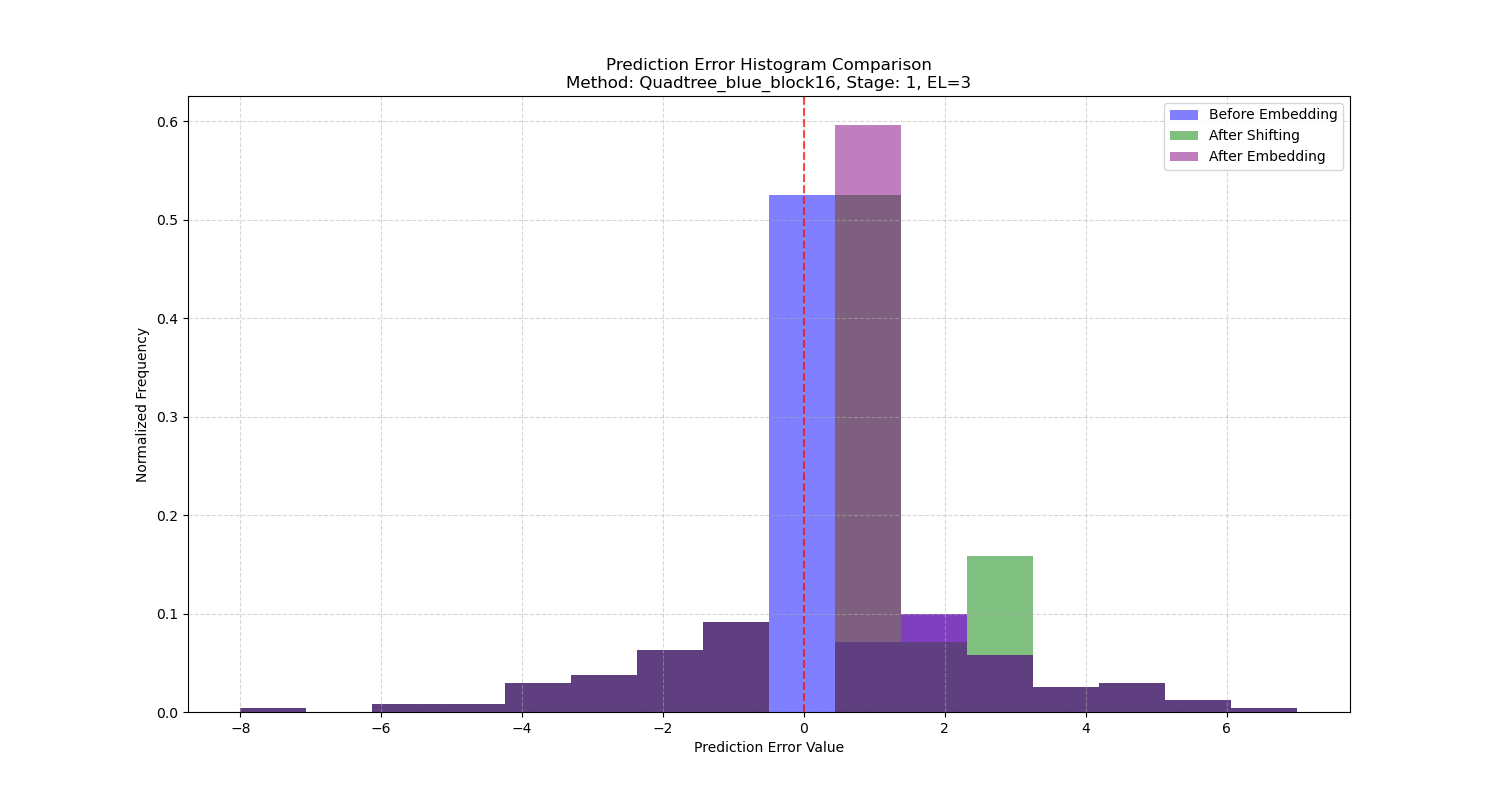 Prediction Error Histogram Comparison
Method: Quadtree_blue_block16, Stage: 1, EL=3
Before Embedding
After Shifting
After Embedding
0.6
0.5
0.4
0.3
0.2
0.1
0.0
Normalized Frequency
−8 −6 −4 −2 0 2 4 6
Prediction Error Value